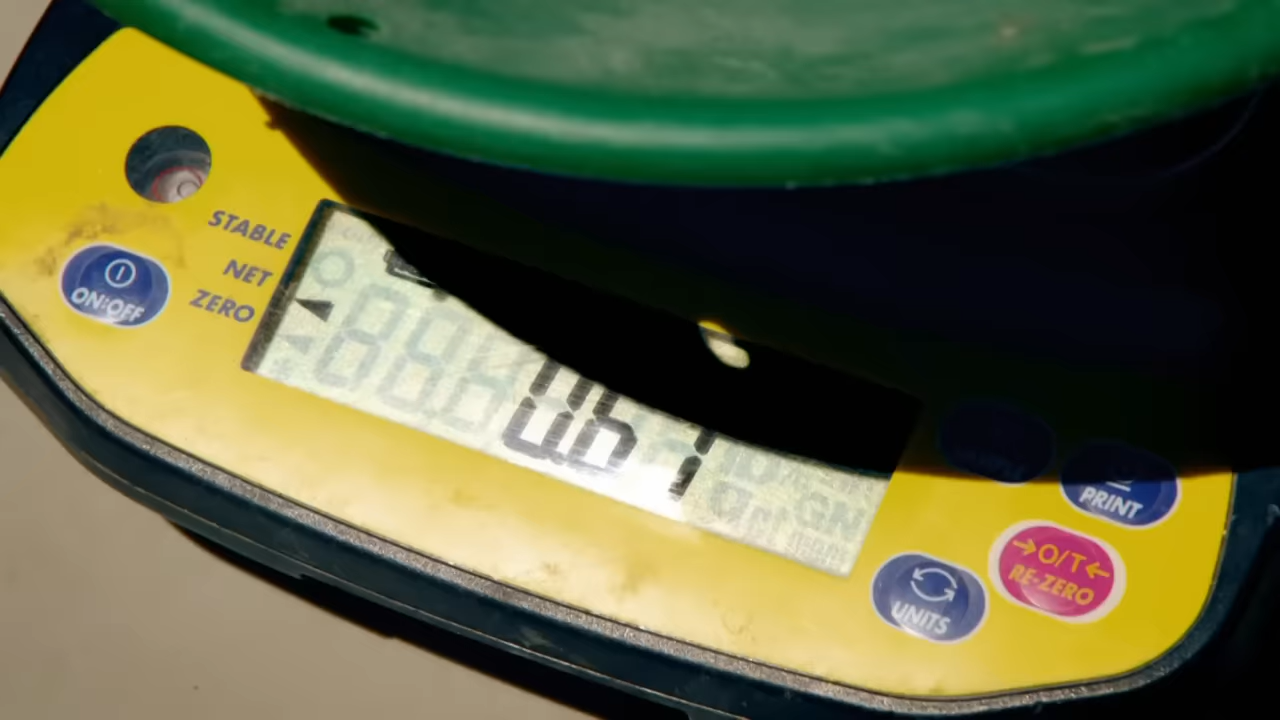 STABLE
NET
ZERO
ON/OFF
PRINT
→O/T←
RE-ZERO
UNITS